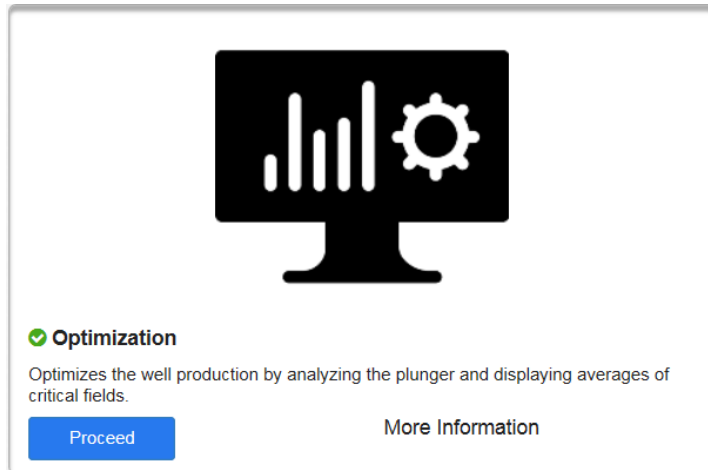 Optimization
Optimizes the well production by analyzing the plunger and displaying averages of
critical fields.
Proceed
More Information